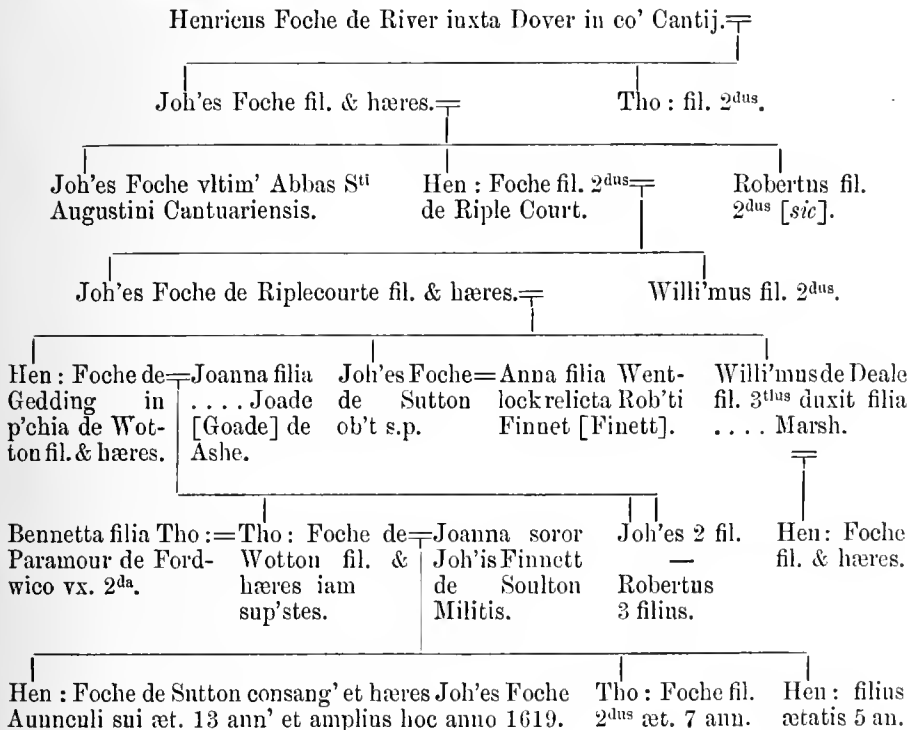 Henricus Foche de River iuxta Dover in co' Cantij.
Joh'es Foche fil. & hæres.
Tho : fil. 2dus.
Joh'es Foche vltim' Abbas Sti
Augustini Cantuariensis.
Hen : Foche fil. 2dus
de Riple Court.
Robertus fil.
2dus [sic].
Joh'es Foche de Riplecourte fil. & hæres.
Willi'mus fil. 2dus.
Hen : Foche de
Gedding in
p'chia de Wot-
ton fil. & hæres.
Joanna filia
. . . . Joade
[Goade] de
Ashe.
Joh'es Foche
de Sutton
ob't s.p.
Anna filia Went-
lock relicta Rob'ti
Finnet [Finett].
Willi'mus de Deale
fil. 3tius duxit filia
. . . . Marsh.
Bennetta filia Tho :
Paramour de Ford-
wico vx. 2da.
Tho : Foche de
Wotton fil. &
hæres iam
sup'stes.
Joanna soror
Joh'is Finnett
de Soulton
Militis.
Joh'es 2 fil.
—
Robertus
3 filius.
Hen : Foche
fil. & hæres.
Hen : Foche de Sutton consang' et hæres Joh'es Foche
Auunculi sui æt. 13 ann' et amplius hoc anno 1619.
Tho : Foche fil.
2dus æt. 7 ann.
Hen : filius
ætatis 5 an.